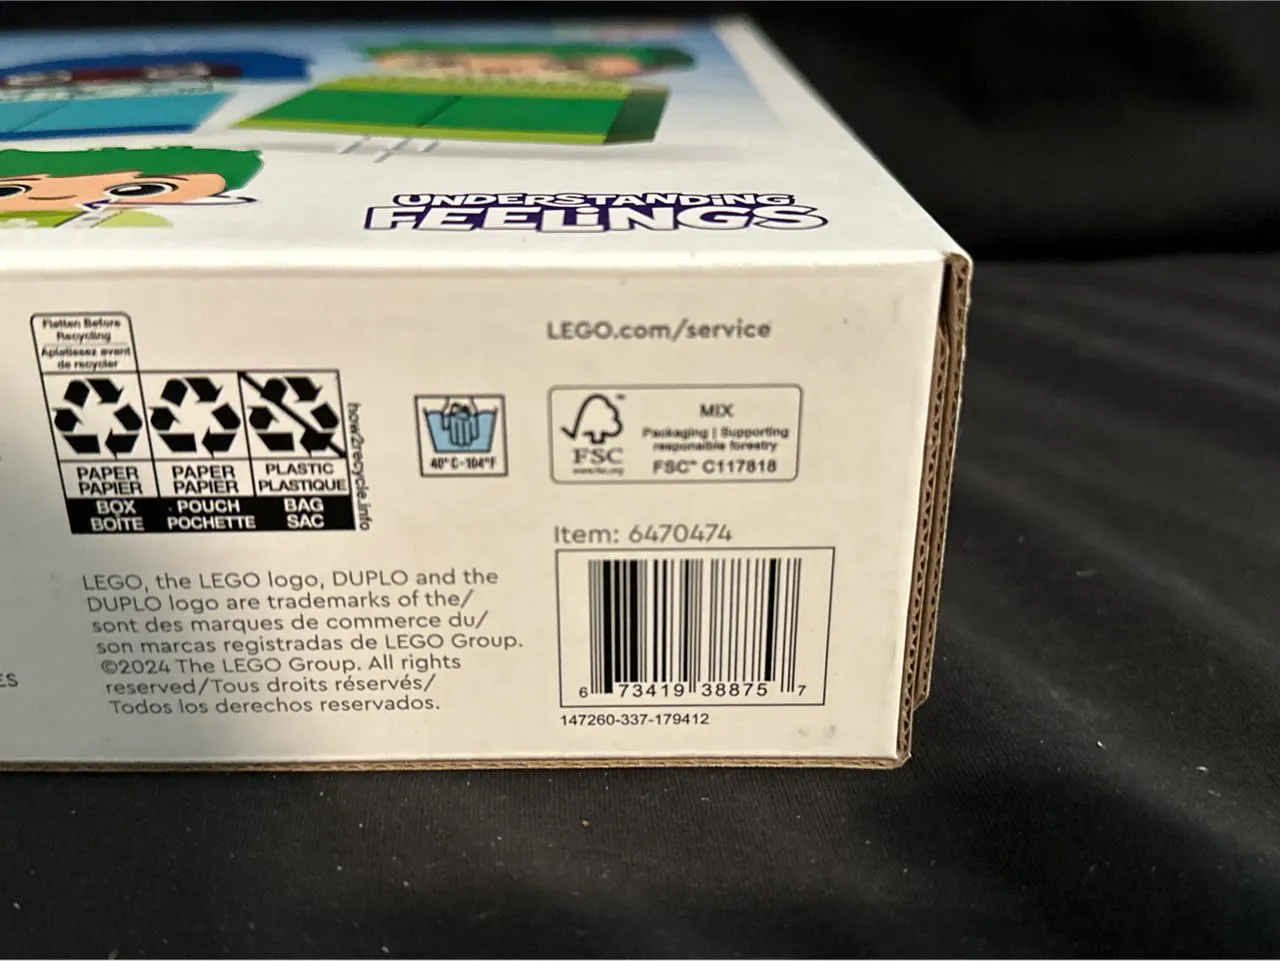 UNDERSTANDING
FEELINGS
Flatten Before
Recycling
Aplatissez avant
de recycler
PAPER
PAPIER
BOX
BOÎTE
PAPER
PAPIER
POUCH
POCHETTE
PLASTIC
PLASTIQUE
BAG
SAC
how2recycle.info
40°C-104°F
LEGO.com/service
FSC™
www.fsc.org
MIX
Packaging | Supporting
responsible forestry
FSC™ C117818
LEGO, the LEGO logo, DUPLO and the
DUPLO logo are trademarks of the/
sont des marques de commerce du/
son marcas registradas de LEGO Group.
©2024 The LEGO Group. All rights
reserved/Tous droits réservés/
Todos los derechos reservados.
Item: 6470474
6 73419 38875 7
147260-337-179412